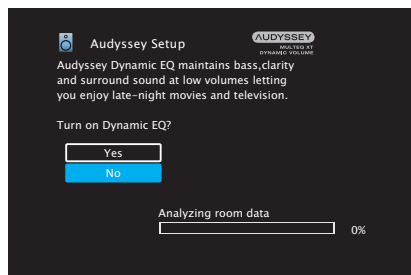 Audyssey Setup
AUDYSSEY
MULTEQ XT
DYNAMIC VOLUME
Audyssey Dynamic EQ maintains bass,clarity
and surround sound at low volumes letting
you enjoy late-night movies and television.
Turn on Dynamic EQ?
Yes
No
Analyzing room data
0%